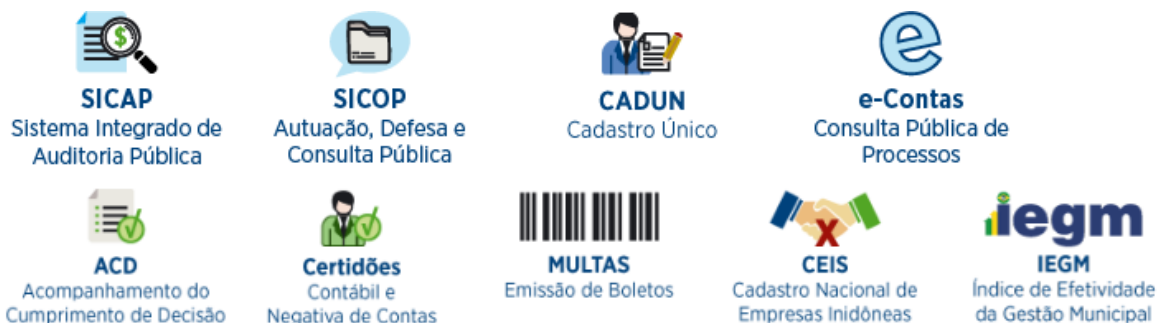 SICAP
Sistema Integrado de
Auditoria Pública
SICOP
Autuação, Defesa e
Consulta Pública
CADUN
Cadastro Único
e
e-Contas
Consulta Pública de
Processos
ACD
Acompanhamento do
Cumprimento de Decisão
Certidões
Contábil e
Negativa de Contas
MULTAS
Emissão de Boletos
X
CEIS
Cadastro Nacional de
Empresas Inidôneas
iegm
IEGM
Índice de Efetividade
da Gestão Municipal